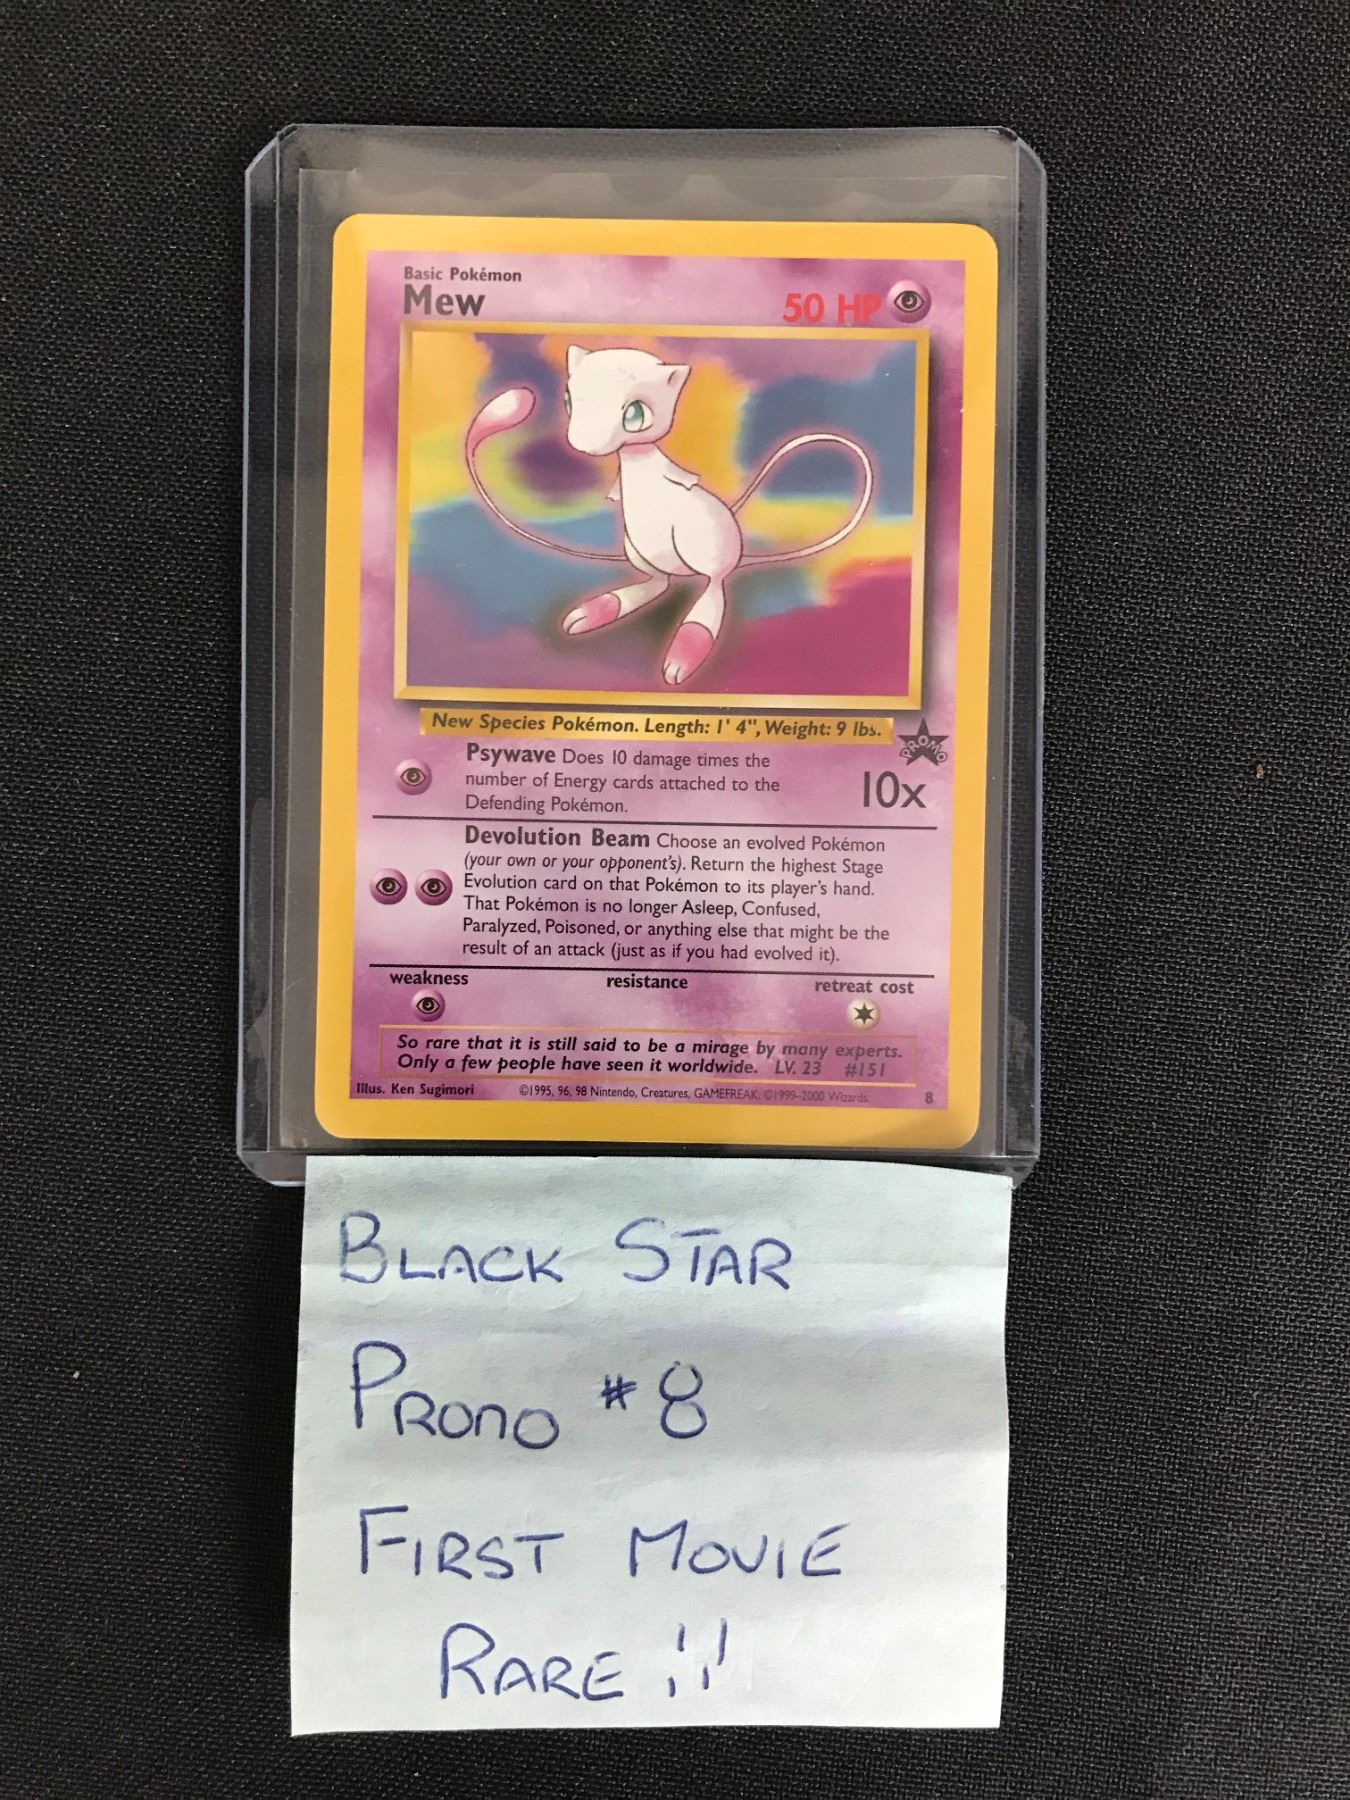 Basic Pokémon
Mew
50 HP
New Species Pokémon. Length: 1' 4", Weight: 9 lbs.
PROMO
Psywave Does 10 damage times the
number of Energy cards attached to the
Defending Pokémon.
10x
Devolution Beam Choose an evolved Pokémon
(your own or your opponent's). Return the highest Stage
Evolution card on that Pokémon to its player's hand.
That Pokémon is no longer Asleep, Confused,
Paralyzed, Poisoned, or anything else that might be the
result of an attack (just as if you had evolved it).
weakness resistance retreat cost
So rare that it is still said to be a mirage by many experts.
Only a few people have seen it worldwide. LV. 23 #151
Illus. Ken Sugimori ©1995, 96, 98 Nintendo, Creatures, GAMEFREAK. ©1999-2000 Wizards. 8
BLACK STAR
PROMO #8
FIRST MOVIE
RARE !!!